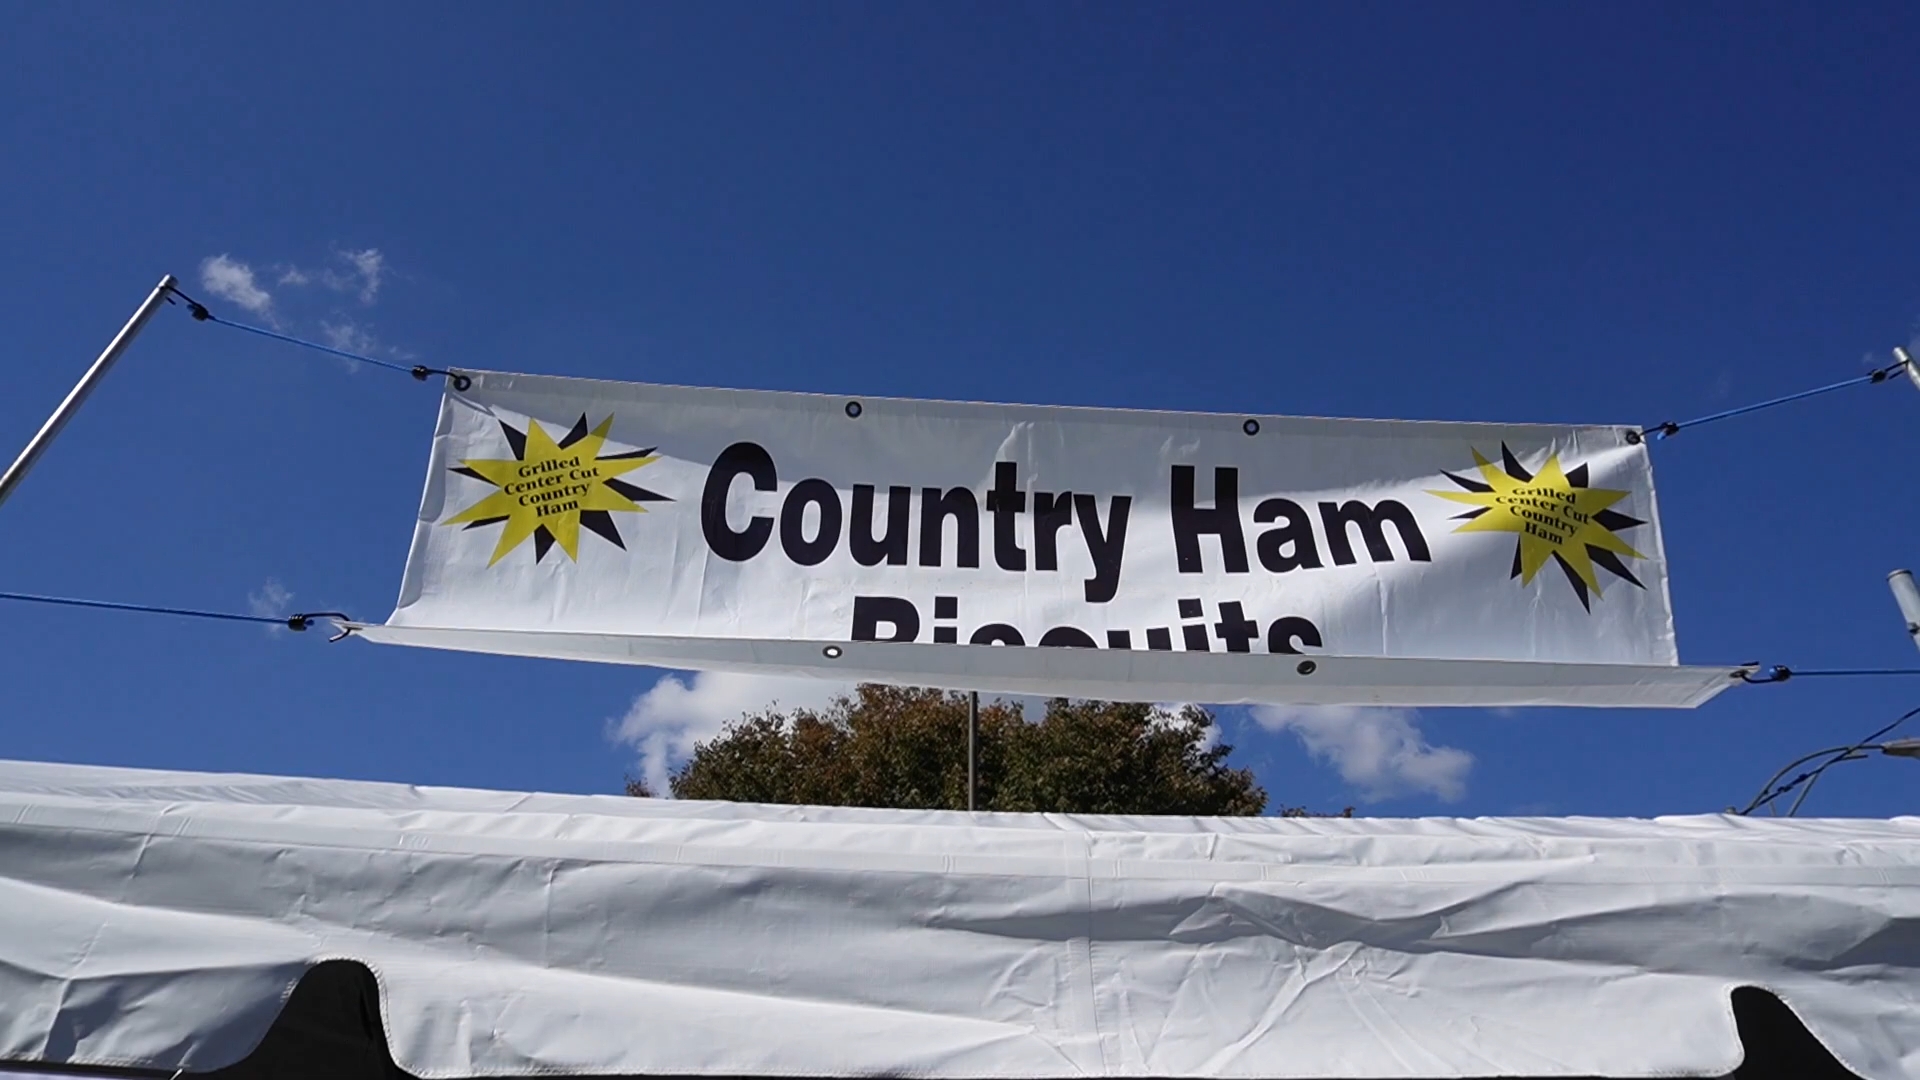 Grilled
Center Cut
Country
Ham
Country Ham
Biscuits
Grilled
Center Cut
Country
Ham